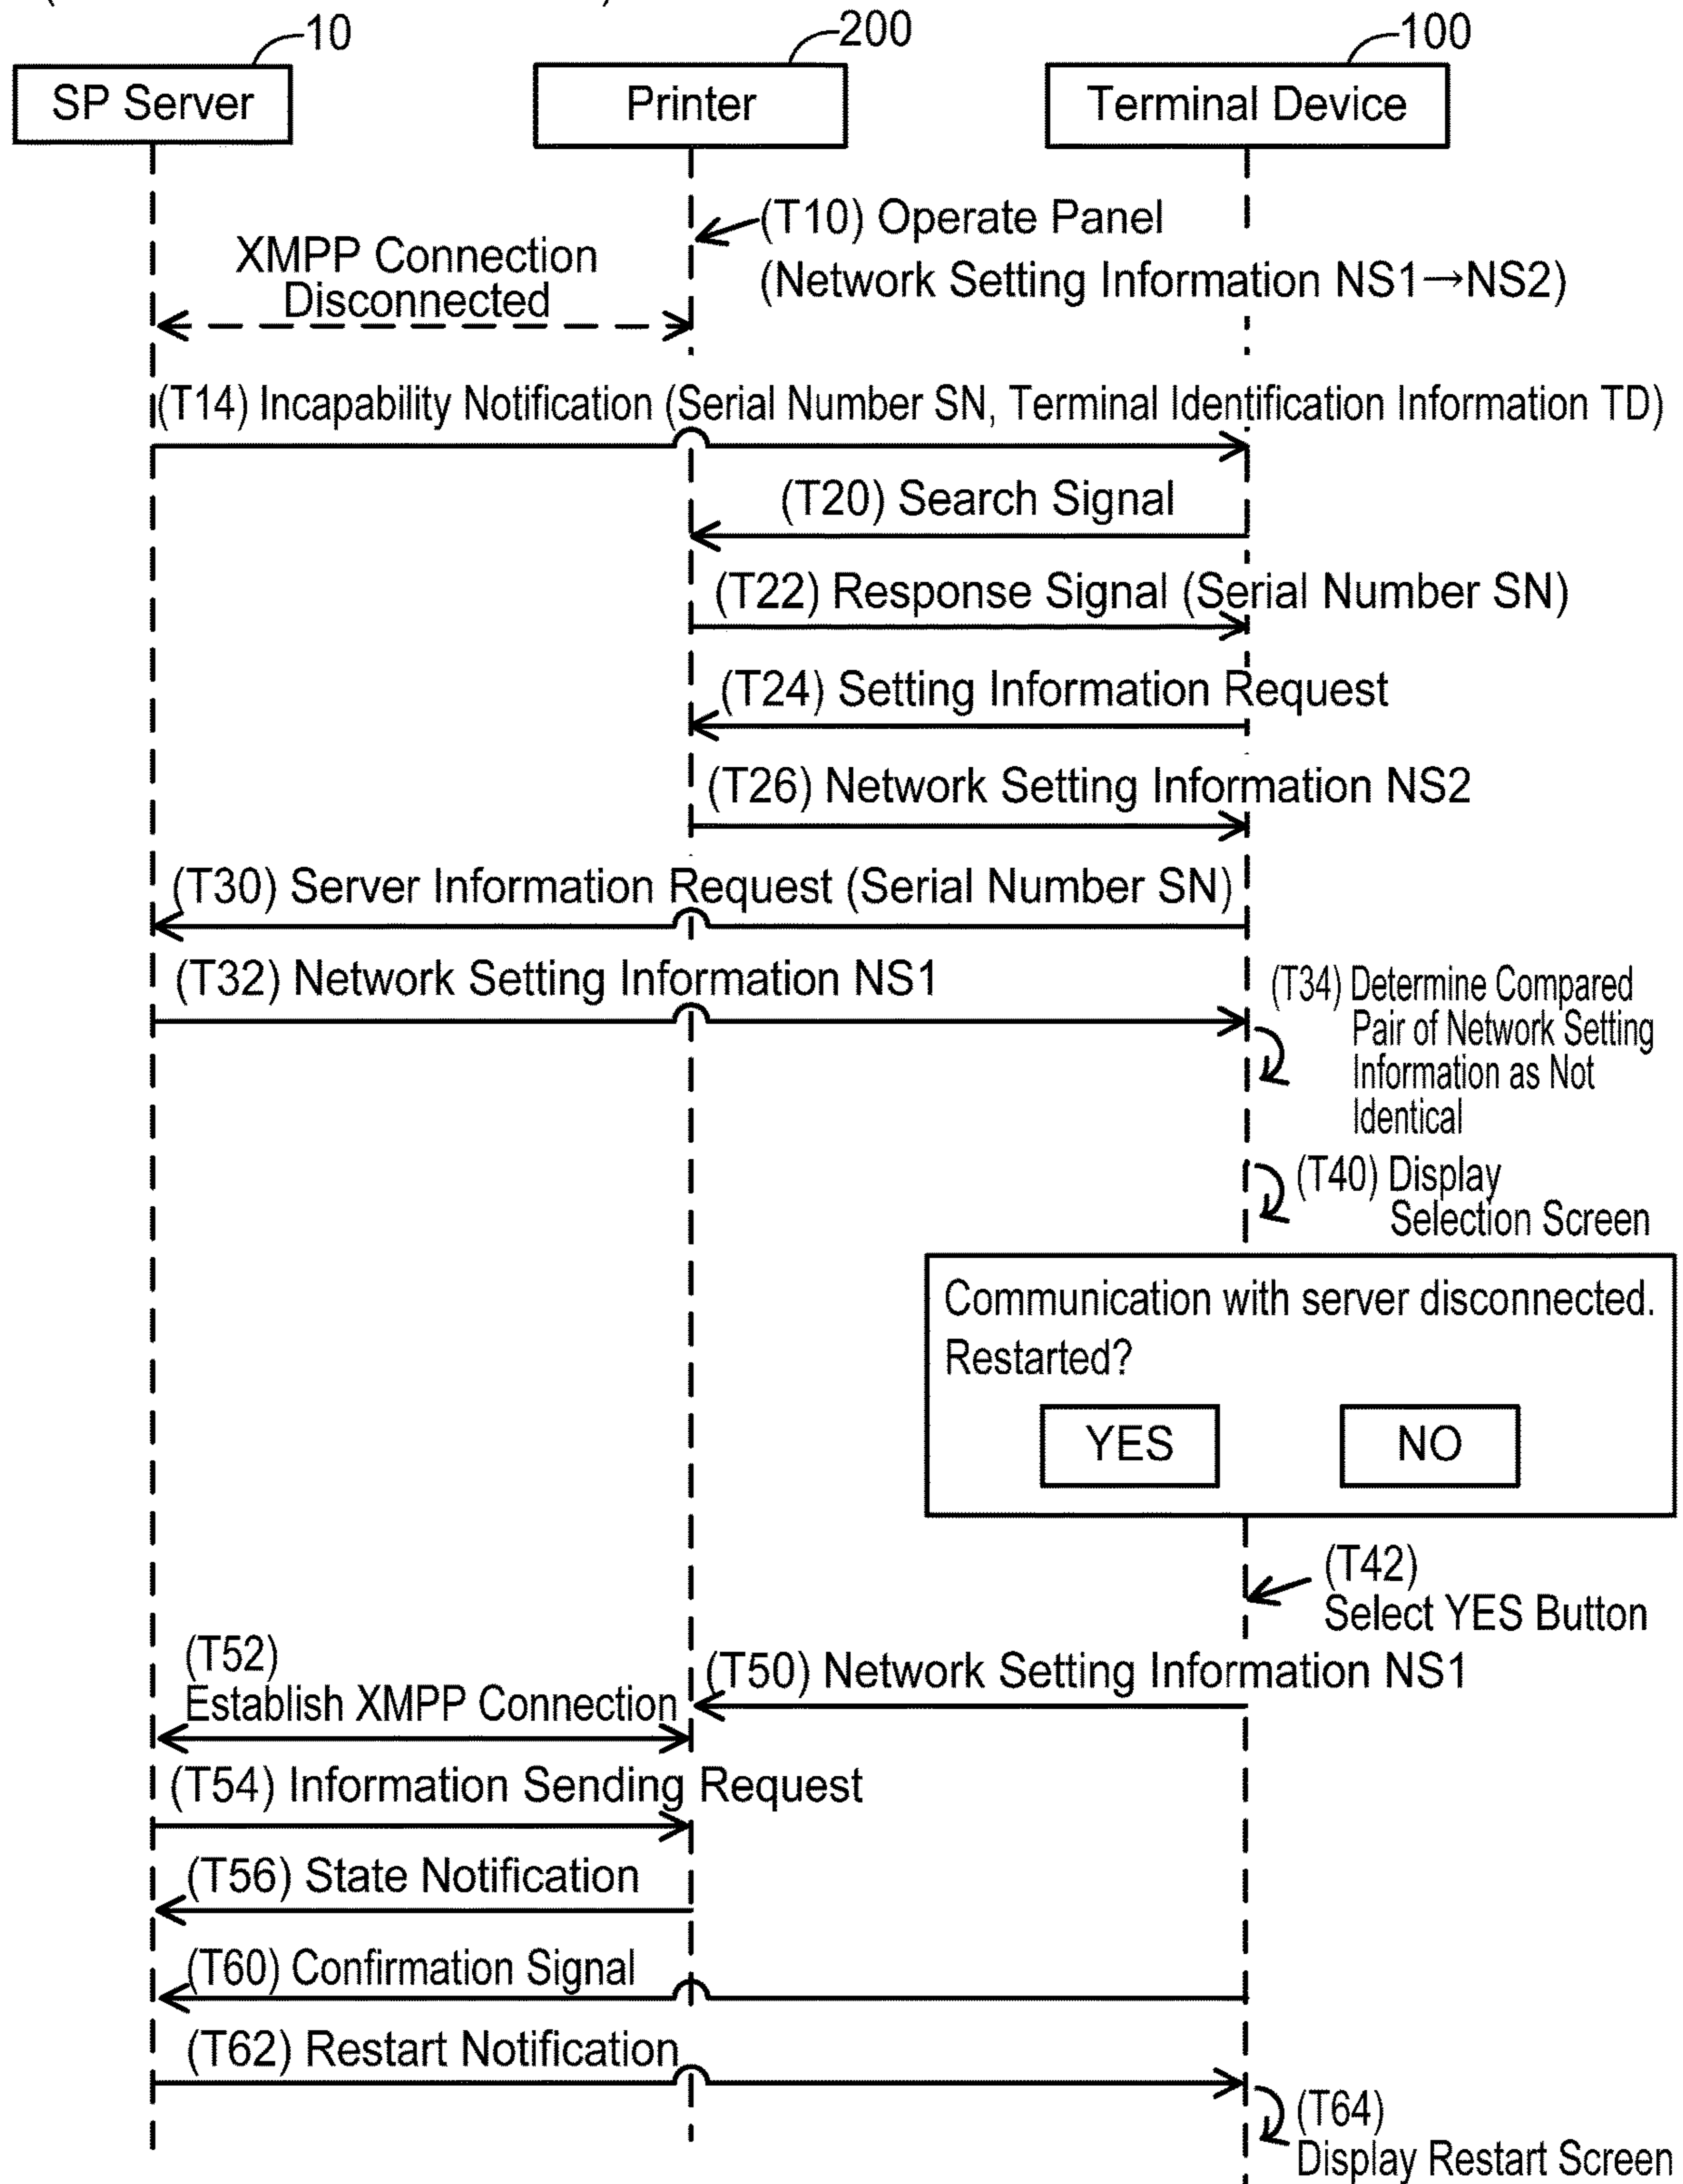 10
200
100
SP Server
Printer
Terminal Device
(T10) Operate Panel
(Network Setting Information NS1→NS2)
XMPP Connection
Disconnected
(T14) Incapability Notification (Serial Number SN, Terminal Identification Information TD)
(T20) Search Signal
(T22) Response Signal (Serial Number SN)
(T24) Setting Information Request
(T26) Network Setting Information NS2
(T30) Server Information Request (Serial Number SN)
(T32) Network Setting Information NS1
(T34) Determine Compared
Pair of Network Setting
Information as Not
Identical
(T40) Display
Selection Screen
Communication with server disconnected.
Restarted?
YES
NO
(T42)
Select YES Button
(T50) Network Setting Information NS1
(T52)
Establish XMPP Connection
(T54) Information Sending Request
(T56) State Notification
(T60) Confirmation Signal
(T62) Restart Notification
(T64)
Display Restart Screen